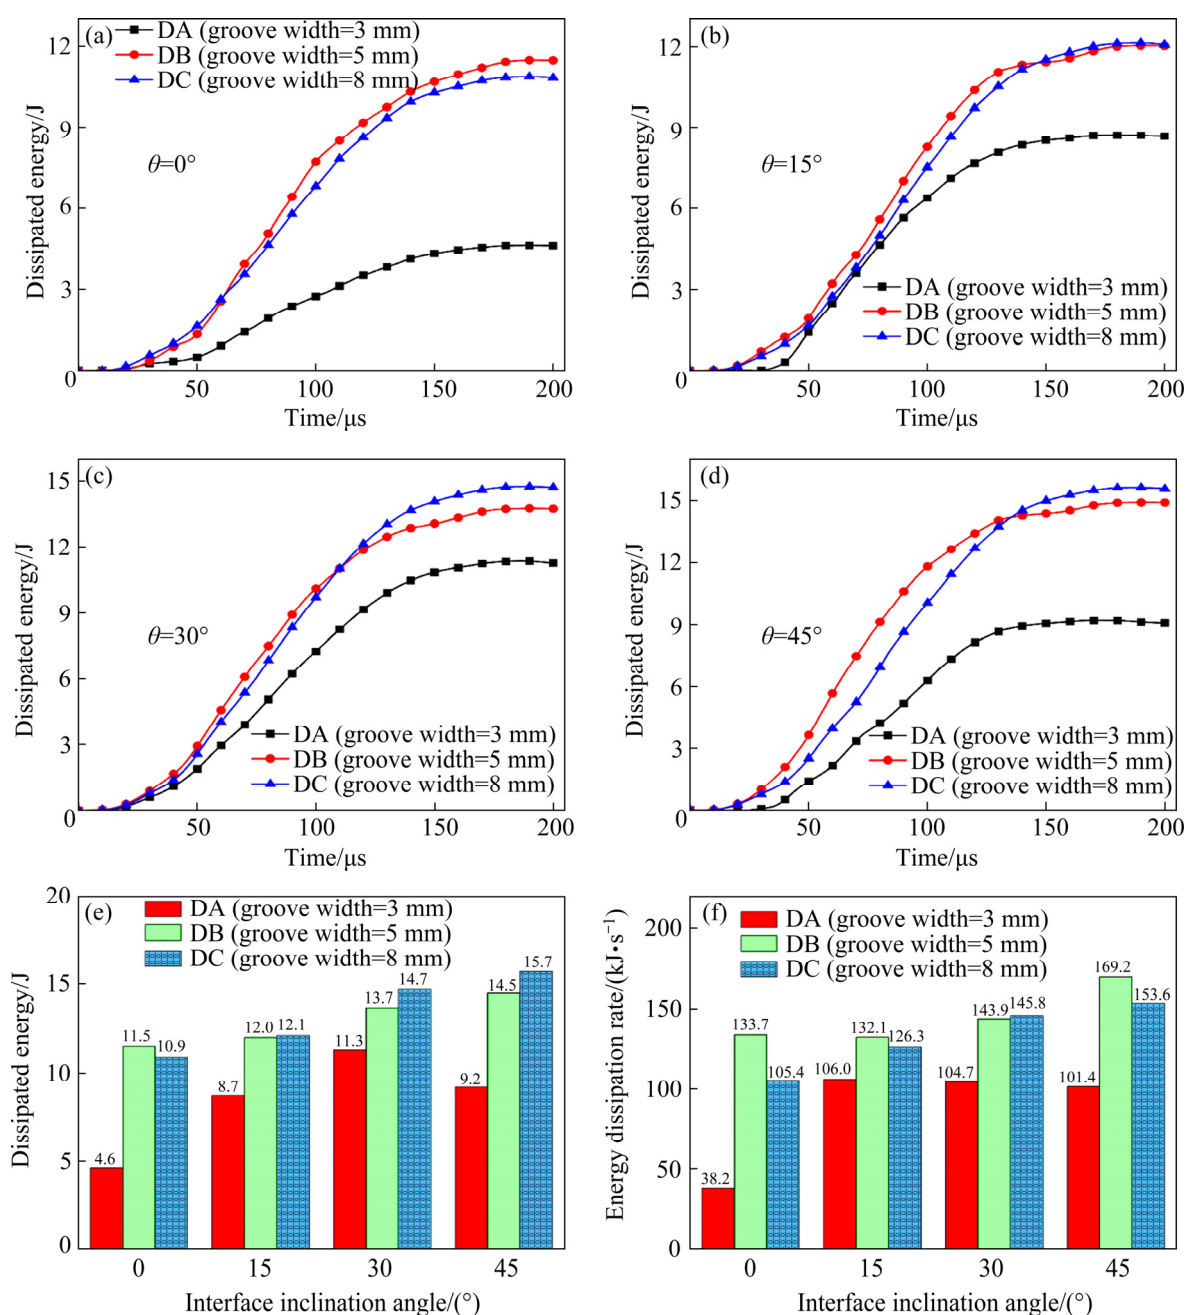 (a)
DA (groove width=3 mm)
DB (groove width=5 mm)
DC (groove width=8 mm)
θ=0°
12
9
6
3
0
50
100
150
200
Dissipated energy/J
Time/μs
(b)
θ=15°
DA (groove width=3 mm)
DB (groove width=5 mm)
DC (groove width=8 mm)
12
9
6
3
0
50
100
150
200
Dissipated energy/J
Time/μs
(c)
θ=30°
DA (groove width=3 mm)
DB (groove width=5 mm)
DC (groove width=8 mm)
15
12
9
6
3
0
50
100
150
200
Dissipated energy/J
Time/μs
(d)
θ=45°
DA (groove width=3 mm)
DB (groove width=5 mm)
DC (groove width=8 mm)
15
12
9
6
3
0
50
100
150
200
Dissipated energy/J
Time/μs
(e)
DA (groove width=3 mm)
DB (groove width=5 mm)
DC (groove width=8 mm)
20
15
10
5
0
4.6
11.5
10.9
8.7
12.0
12.1
11.3
13.7
14.7
9.2
14.5
15.7
0
15
30
45
Dissipated energy/J
Interface inclination angle/(°)
(f)
DA (groove width=3 mm)
DB (groove width=5 mm)
DC (groove width=8 mm)
200
150
100
50
0
38.2
133.7
105.4
106.0
132.1
126.3
104.7
143.9
145.8
101.4
169.2
153.6
0
15
30
45
Energy dissipation rate/(kJ·s⁻¹)
Interface inclination angle/(°)